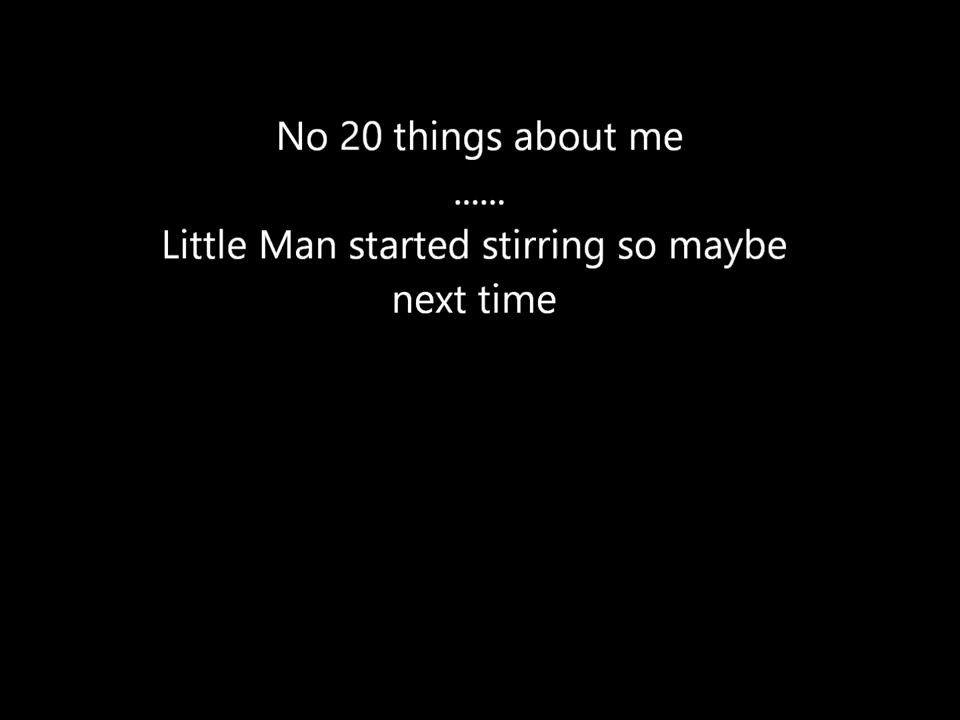 No 20 things about me
......
Little Man started stirring so maybe
next time